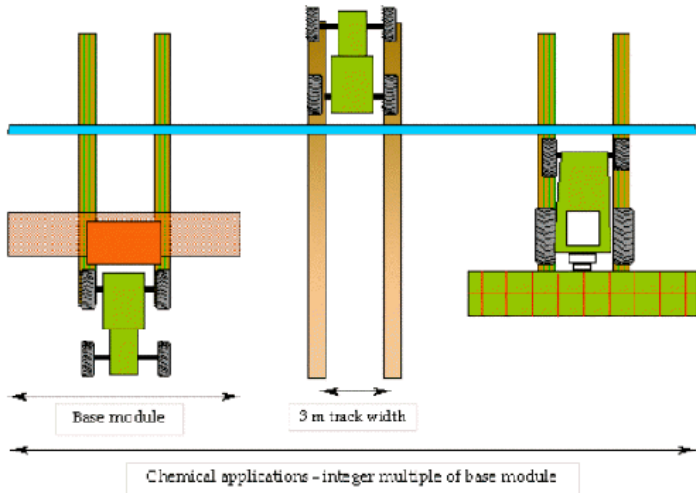 Base module
3 m track width
Chemical applications - integer multiple of base module